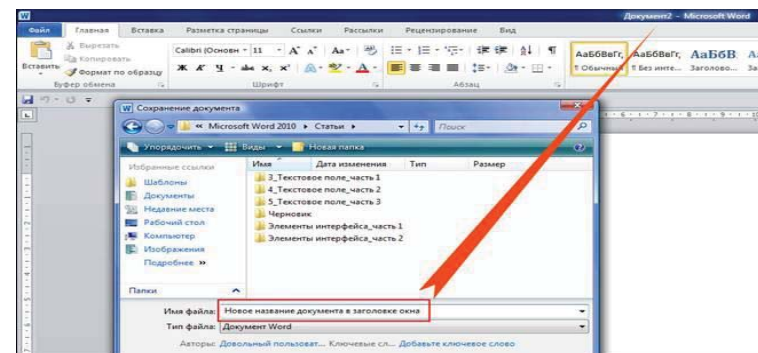 Документ2 - Microsoft Word
Файл Главная Вставка Разметка страницы Ссылки Рассылки Рецензирование Вид
Вставить
Вырезать
Копировать
Формат по образцу
Буфер обмена
Calibri (Основн 11
Ж К Ч abc x, x²
Шрифт
Абзац
АаБбВвГг, АаБбВвГг, АаБбВ
¶ Обычный ¶ Без инте... Заголово...
Сохранение документа
« Microsoft Word 2010 Статьи
Поиск
Упорядочить Виды Новая папка
Избранные ссылки
Шаблоны
Документы
Недавние места
Рабочий стол
Компьютер
Изображения
Подробнее »
Папки
Имя Дата изменения Тип Размер
3_Текстовое поле_часть 1
4_Текстовое поле_часть 2
5_Текстовое поле_часть 3
Черновик
Элементы интерфейса_часть 1
Элементы интерфейса_часть 2
Имя файла: Новое название документа в заголовке окна
Тип файла: Документ Word
Авторы: Довольный пользоват... Ключевые сл... Добавьте ключевое слово